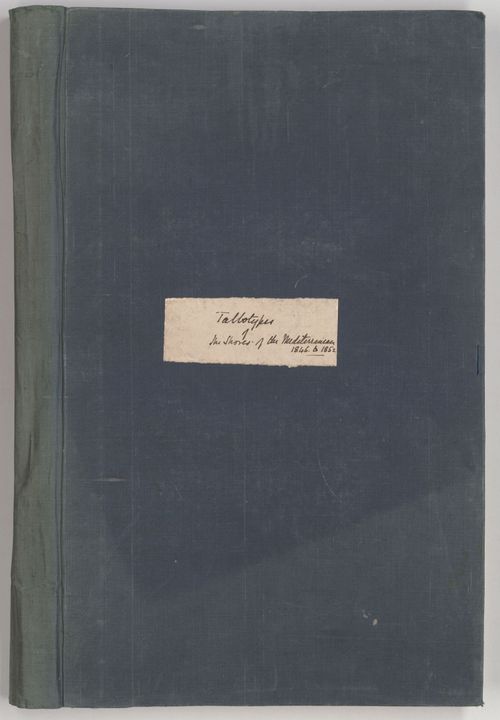 Talbotypes
of
the Shores of the Mediterranean
1846 to 1852